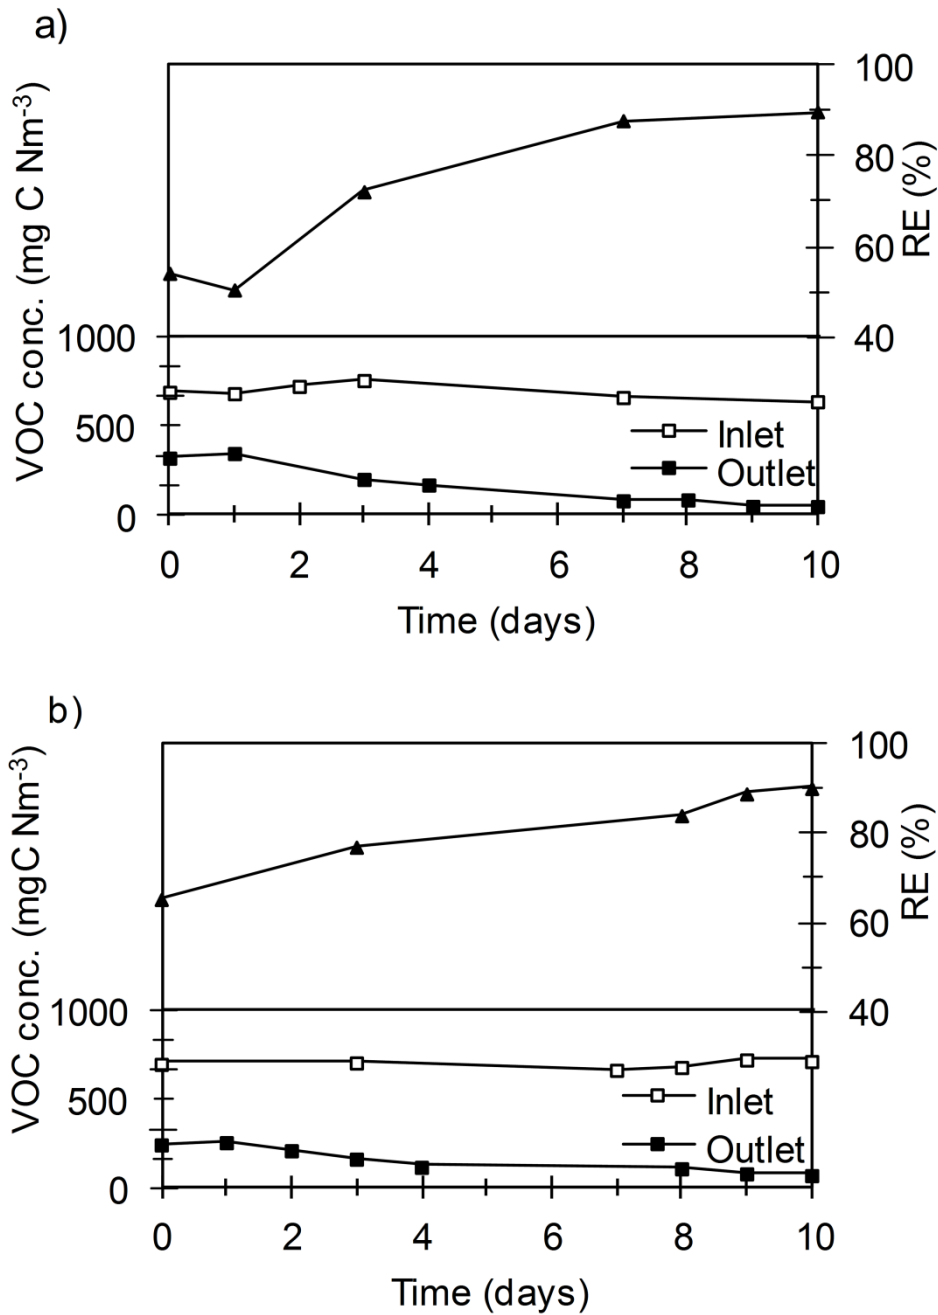 a)
VOC conc. (mg C Nm-3)
1000
500
0
100
80
60
40
RE (%)
Inlet
Outlet
0 2 4 6 8 10
Time (days)
b)
VOC conc. (mgC Nm-3)
1000
500
0
100
80
60
40
RE (%)
Inlet
Outlet
0 2 4 6 8 10
Time (days)